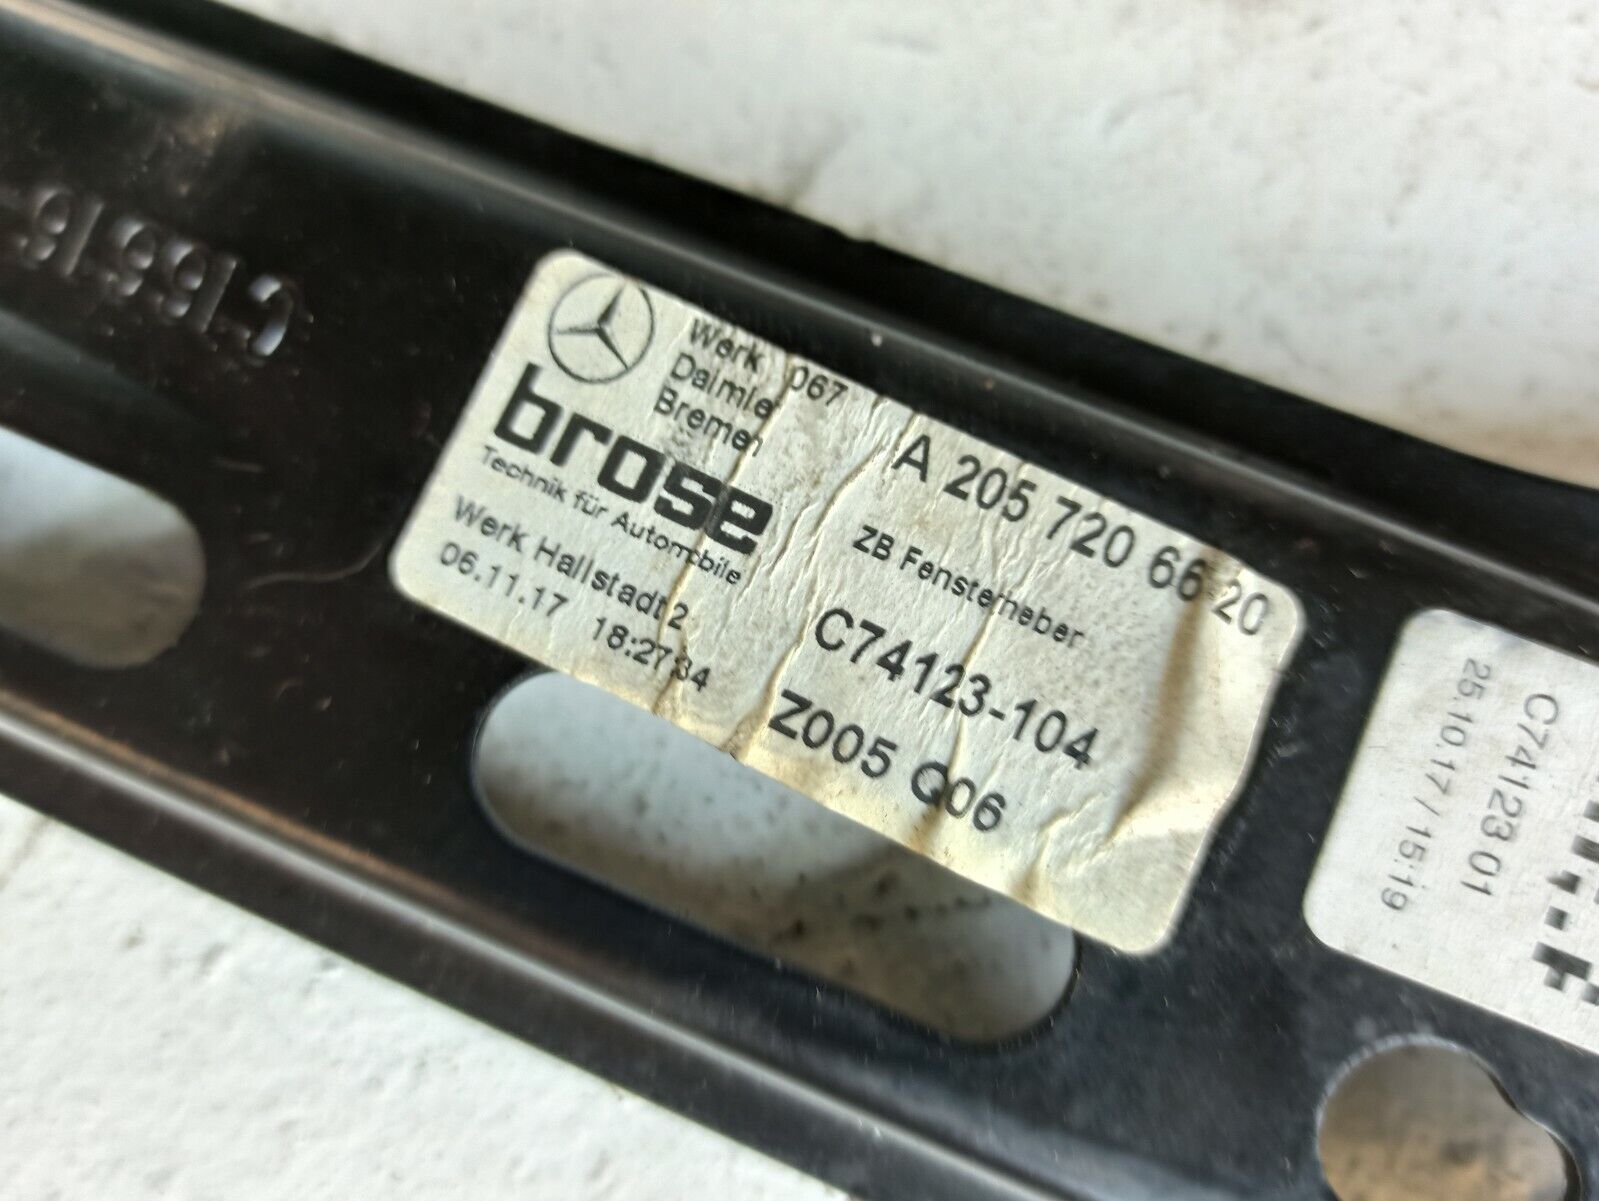 Werk 067
Daimler
Bremen
brose
Technik für Automobile
Werk Hallstadt 2
06.11.17 18:27:34
A 205 720 66 20
ZB Fensterheber
C74123-104
Z005 Q06
C74123 01
25.10.17 / 15:19